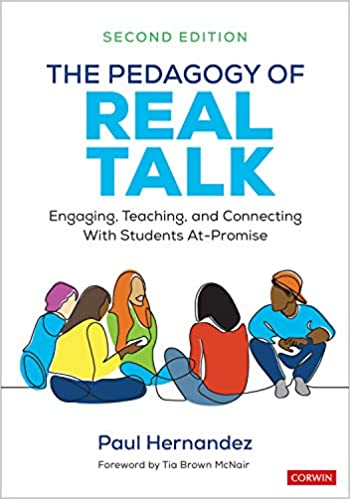 SECOND EDITION
THE PEDAGOGY OF
REAL
TALK
Engaging, Teaching, and Connecting
With Students At-Promise
Paul Hernandez
Foreword by Tia Brown McNair
CORWIN